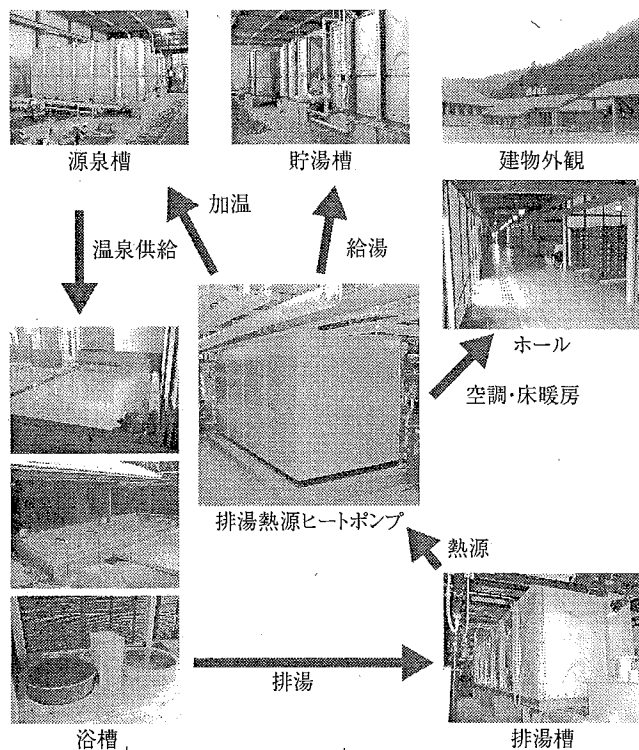 源泉槽
貯湯槽
建物外観
加温
温泉供給
給湯
ホール
空調・床暖房
排湯熱源ヒートポンプ
熱源
排湯
浴槽
排湯槽